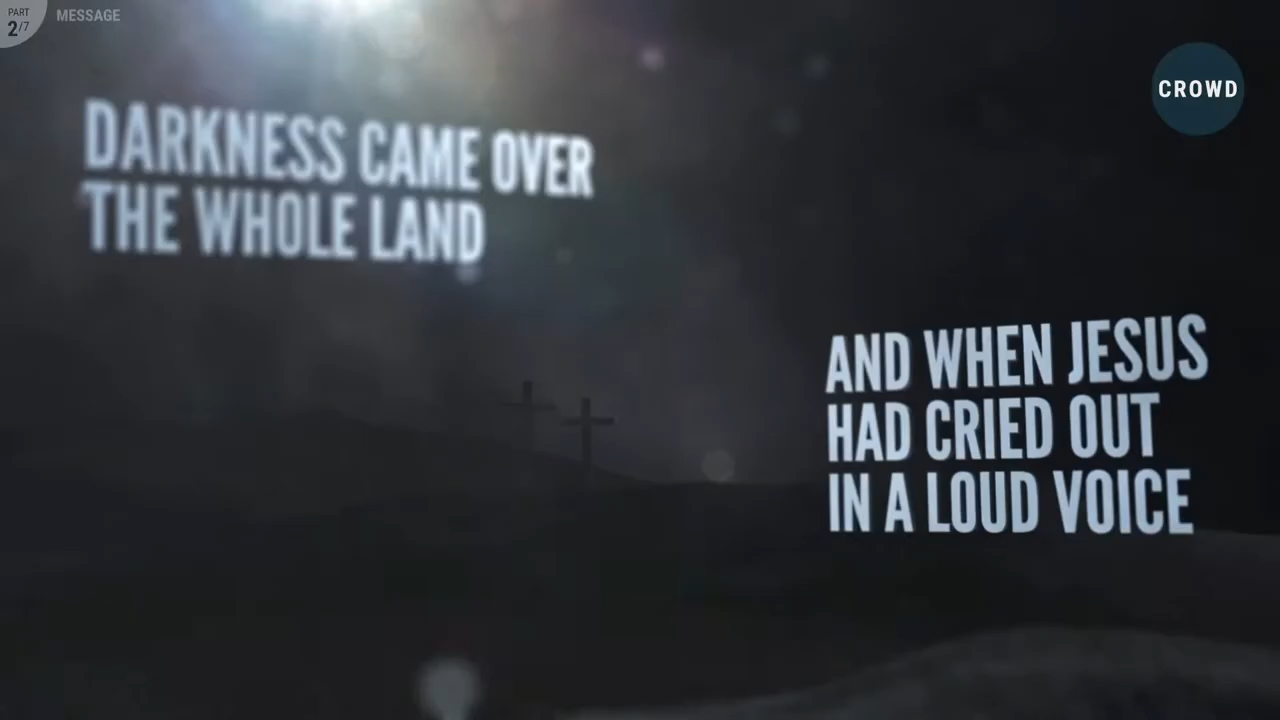 PART
2/7
MESSAGE
CROWD
DARKNESS CAME OVER
THE WHOLE LAND
AND WHEN JESUS
HAD CRIED OUT
IN A LOUD VOICE